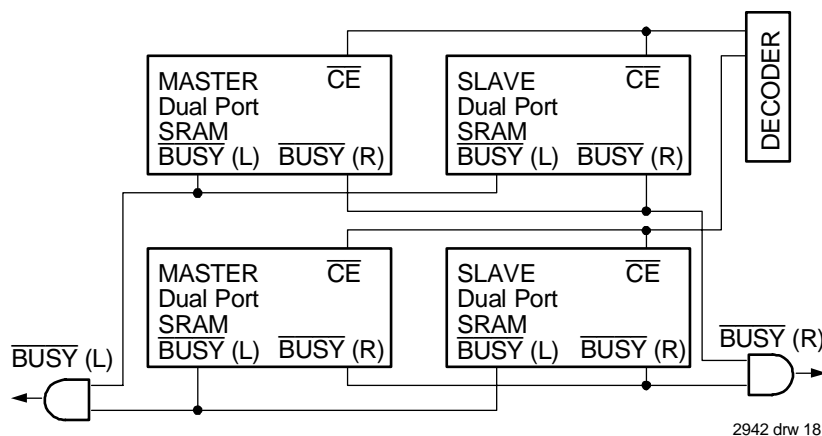 MASTER
Dual Port
SRAM
BUSY (L) BUSY (R)
CE
SLAVE
Dual Port
SRAM
BUSY (L) BUSY (R)
CE
DECODER
MASTER
Dual Port
SRAM
BUSY (L) BUSY (R)
CE
SLAVE
Dual Port
SRAM
BUSY (L) BUSY (R)
CE
BUSY (L)
BUSY (R)
2942 drw 18